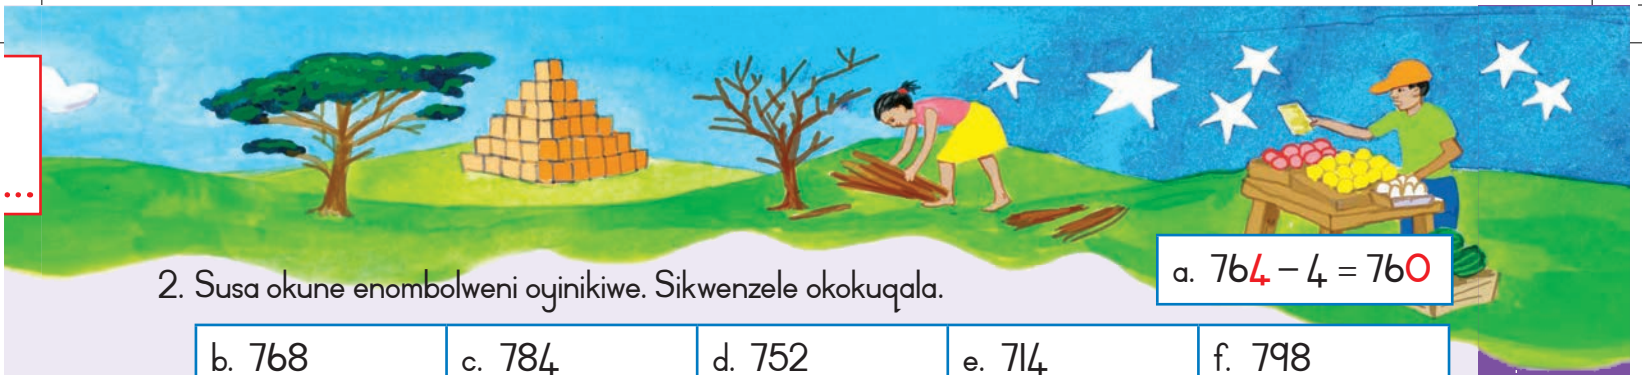 ...
2. Susa okune enombolweni oyinikiwe. Sikwenzele okokuqala.
a. 764 – 4 = 760
b. 768
c. 784
d. 752
e. 714
f. 798